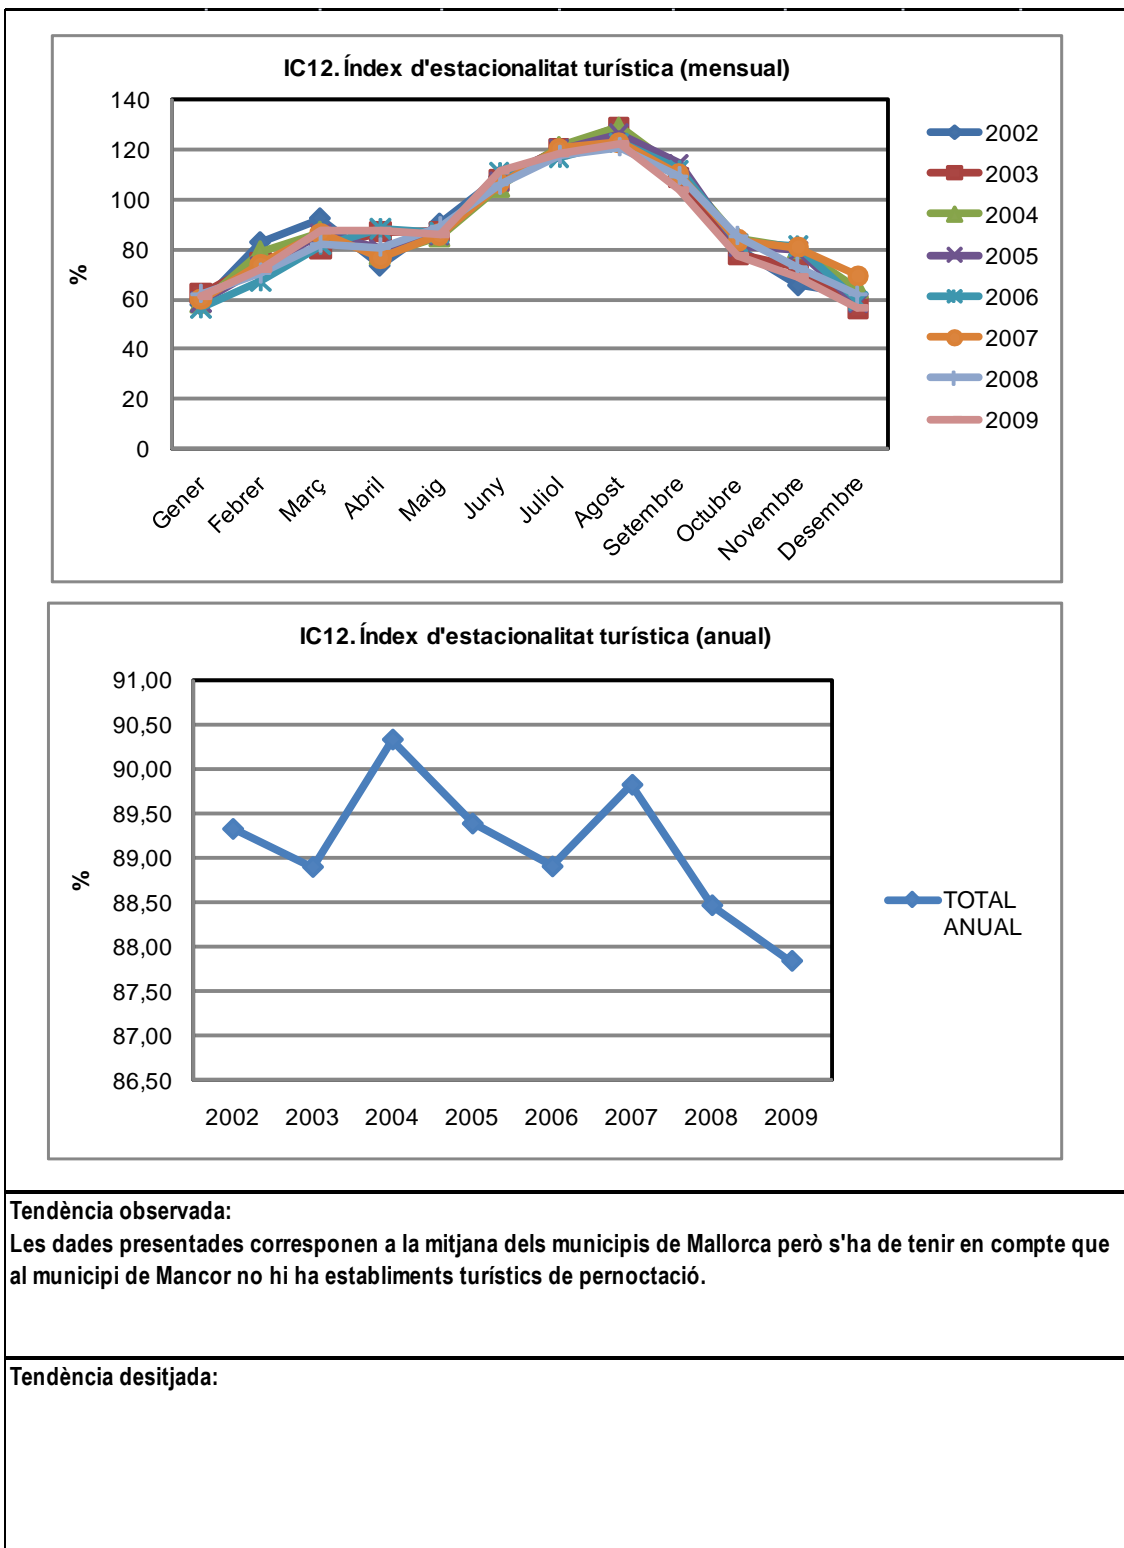 IC12. Índex d'estacionalitat turística (mensual)
140
120
100
80
60
40
20
0
%
Gener
Febrer
Març
Abril
Maig
Juny
Juliol
Agost
Setembre
Octubre
Novembre
Desembre
2002
2003
2004
2005
2006
2007
2008
2009
IC12. Índex d'estacionalitat turística (anual)
91,00
90,50
90,00
89,50
89,00
88,50
88,00
87,50
87,00
86,50
%
2002 2003 2004 2005 2006 2007 2008 2009
TOTAL
ANUAL
Tendència observada:
Les dades presentades corresponen a la mitjana dels municipis de Mallorca però s'ha de tenir en compte que
al municipi de Mancor no hi ha establiments turístics de pernoctació.
Tendència desitjada: